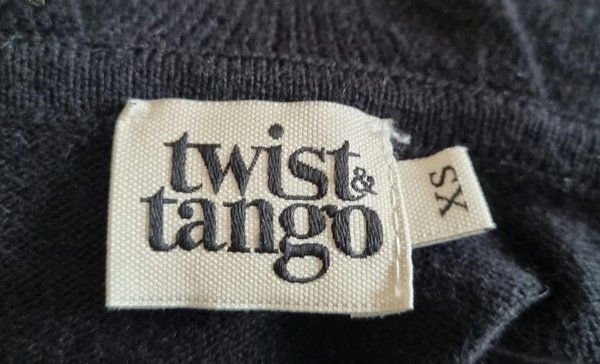 twist &
tango
XS